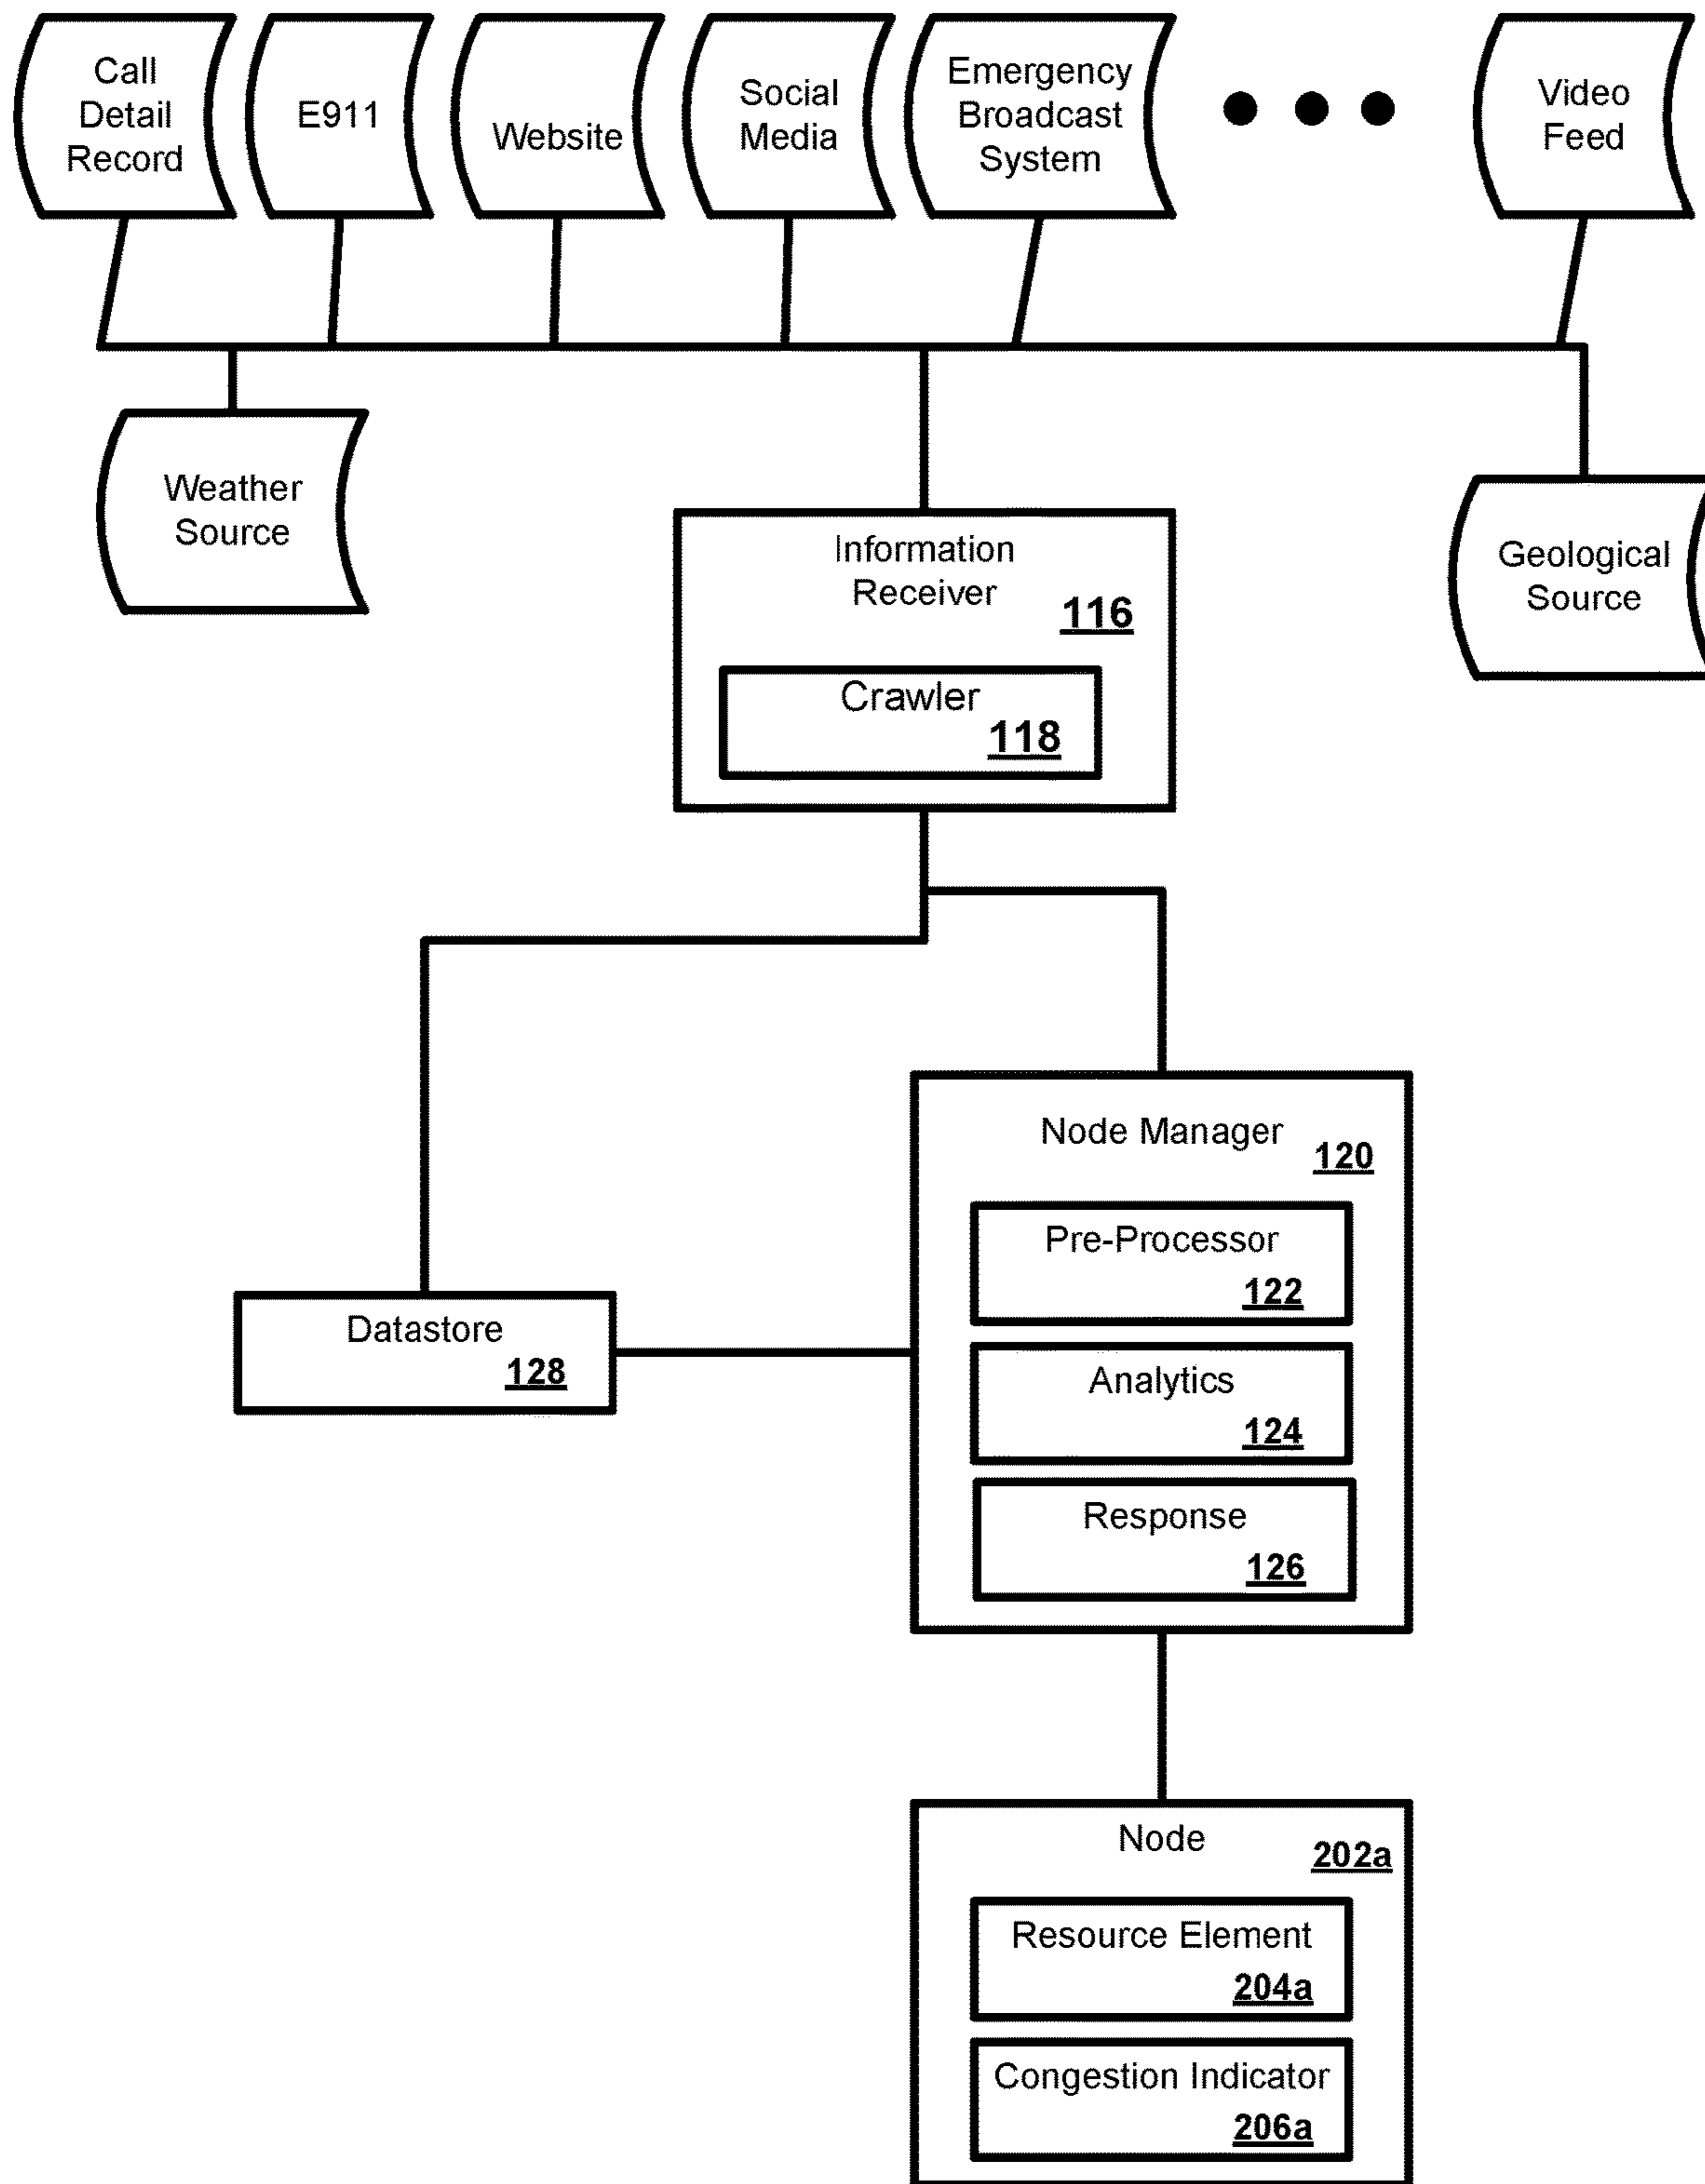 Call
Detail
Record
E911
Website
Social
Media
Emergency
Broadcast
System
Video
Feed
Weather
Source
Geological
Source
Information
Receiver
116
Crawler
118
Node Manager
120
Pre-Processor
122
Analytics
124
Response
126
Datastore
128
Node
202a
Resource Element
204a
Congestion Indicator
206a